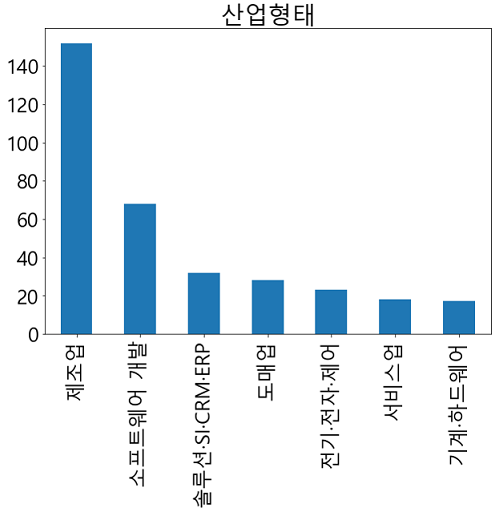 산업형태
140
120
100
80
60
40
20
0
제조업
소프트웨어 개발
솔루션·SI·CRM·ERP
도매업
전기·전자·제어
서비스업
기계·하드웨어